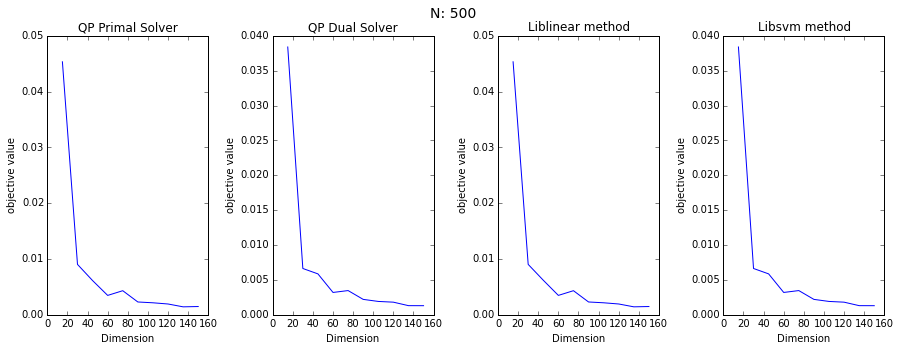 N: 500
QP Primal Solver
0.05
0.04
0.03
0.02
0.01
0.00
objective value
0 20 40 60 80 100 120 140 160
Dimension
QP Dual Solver
0.040
0.035
0.030
0.025
0.020
0.015
0.010
0.005
0.000
objective value
0 20 40 60 80 100 120 140 160
Dimension
Liblinear method
0.05
0.04
0.03
0.02
0.01
0.00
objective value
0 20 40 60 80 100 120 140 160
Dimension
Libsvm method
0.040
0.035
0.030
0.025
0.020
0.015
0.010
0.005
0.000
objective value
0 20 40 60 80 100 120 140 160
Dimension